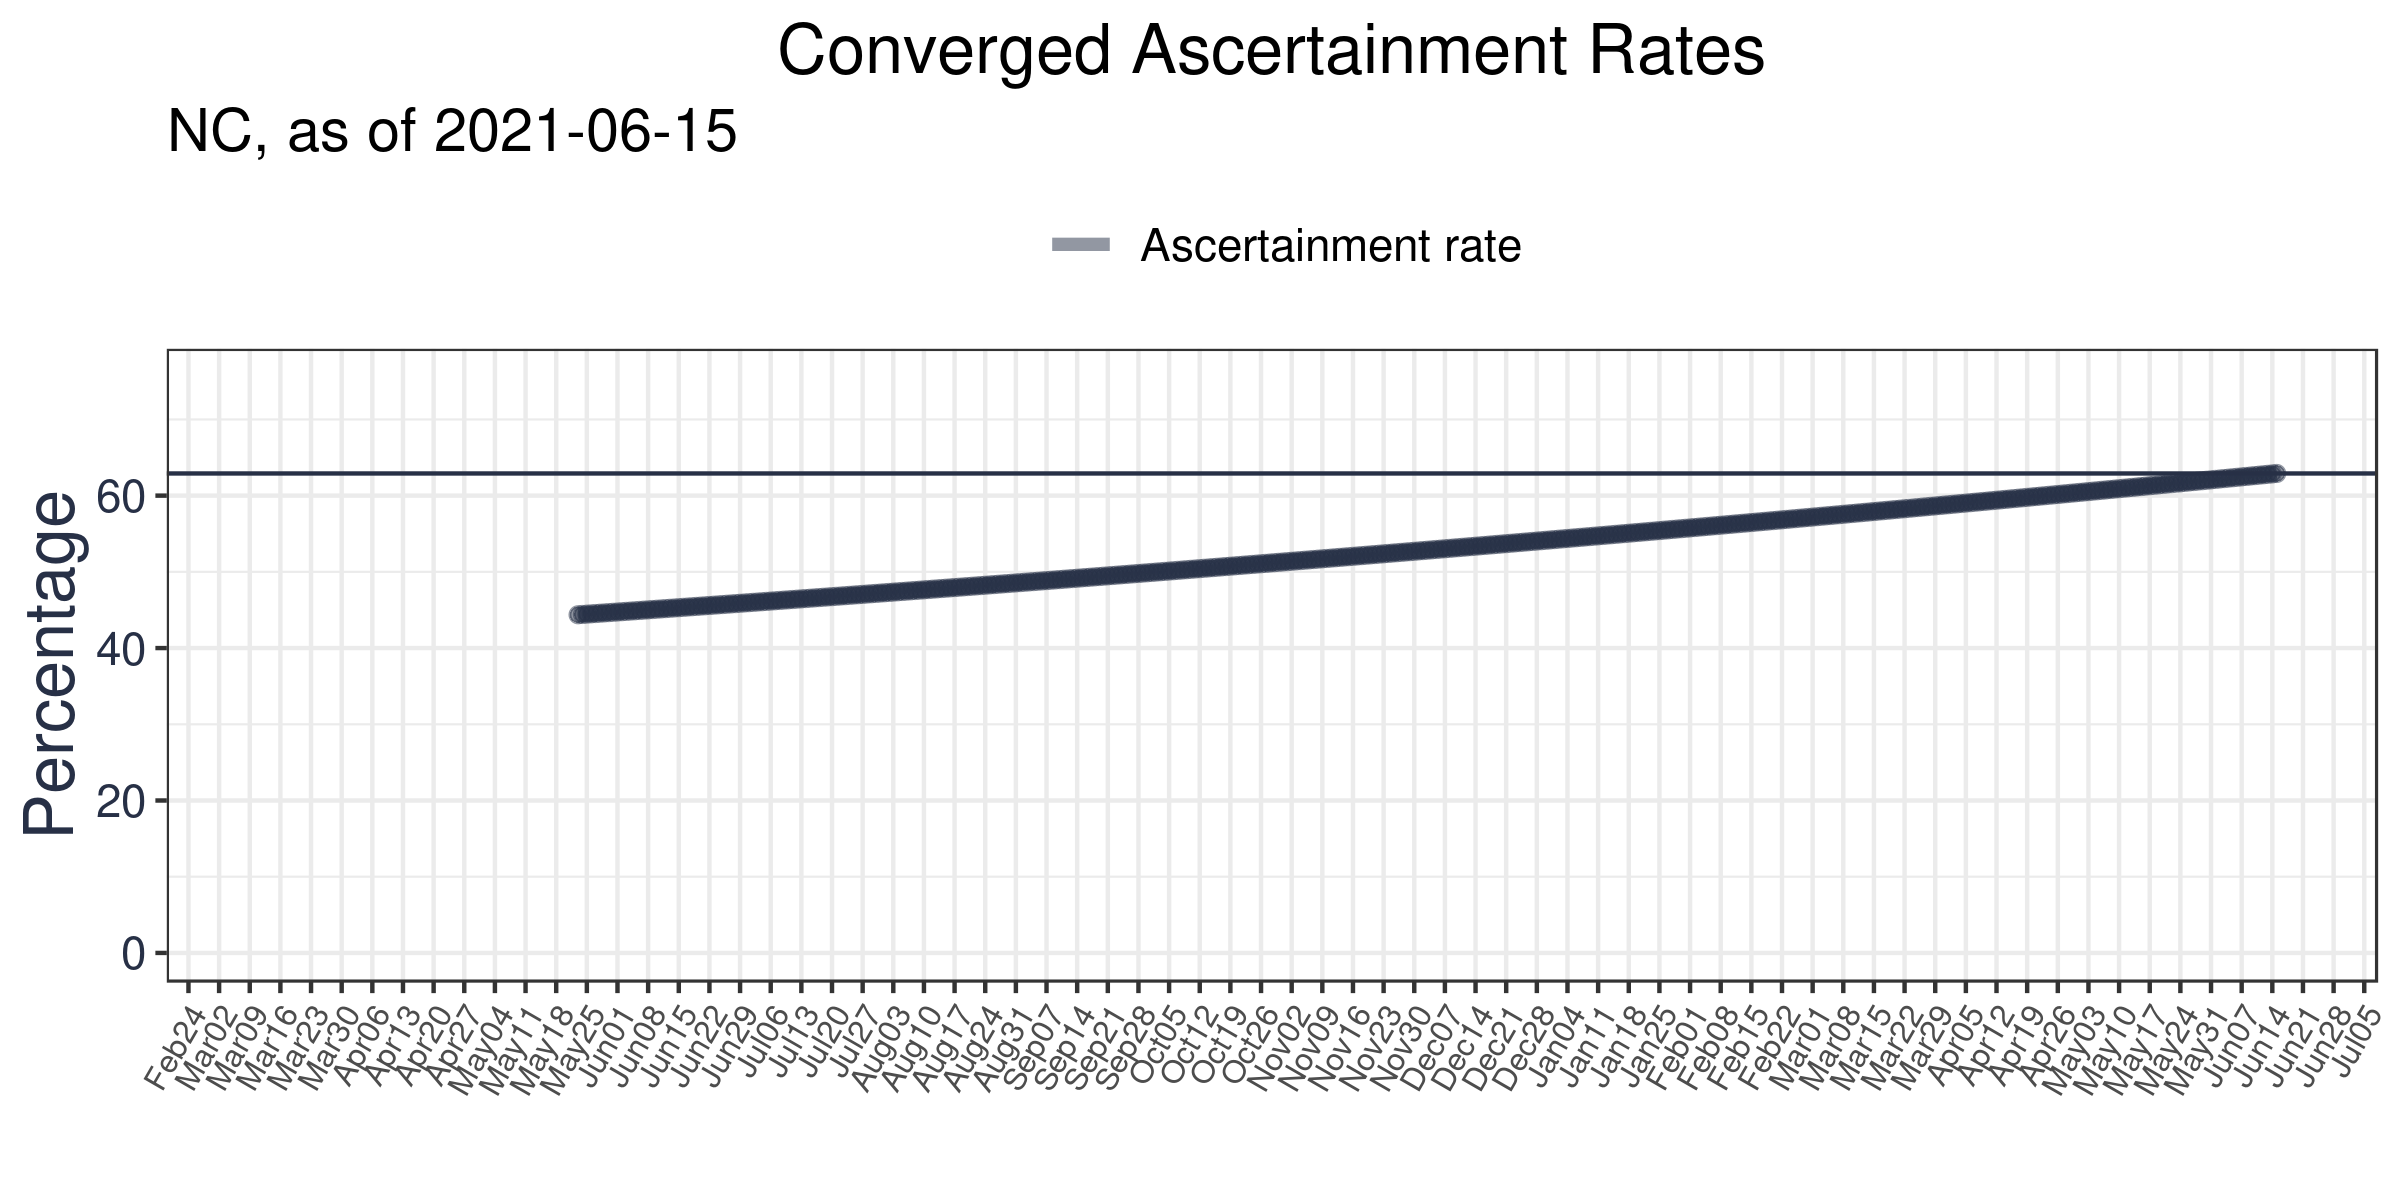 Converged Ascertainment Rates
NC, as of 2021-06-15
Ascertainment rate
Percentage
60
40
20
0
Feb24
Mar02
Mar09
Mar16
Mar23
Mar30
Apr06
Apr13
Apr20
Apr27
May04
May11
May18
May25
Jun01
Jun08
Jun15
Jun22
Jun29
Jul06
Jul13
Jul20
Jul27
Aug03
Aug10
Aug17
Aug24
Aug31
Sep07
Sep14
Sep21
Sep28
Oct05
Oct12
Oct19
Oct26
Nov02
Nov09
Nov16
Nov23
Nov30
Dec07
Dec14
Dec21
Dec28
Jan04
Jan11
Jan18
Jan25
Feb01
Feb08
Feb15
Feb22
Mar01
Mar08
Mar15
Mar22
Mar29
Apr05
Apr12
Apr19
Apr26
May03
May10
May17
May24
May31
Jun07
Jun14
Jun21
Jun28
Jul05